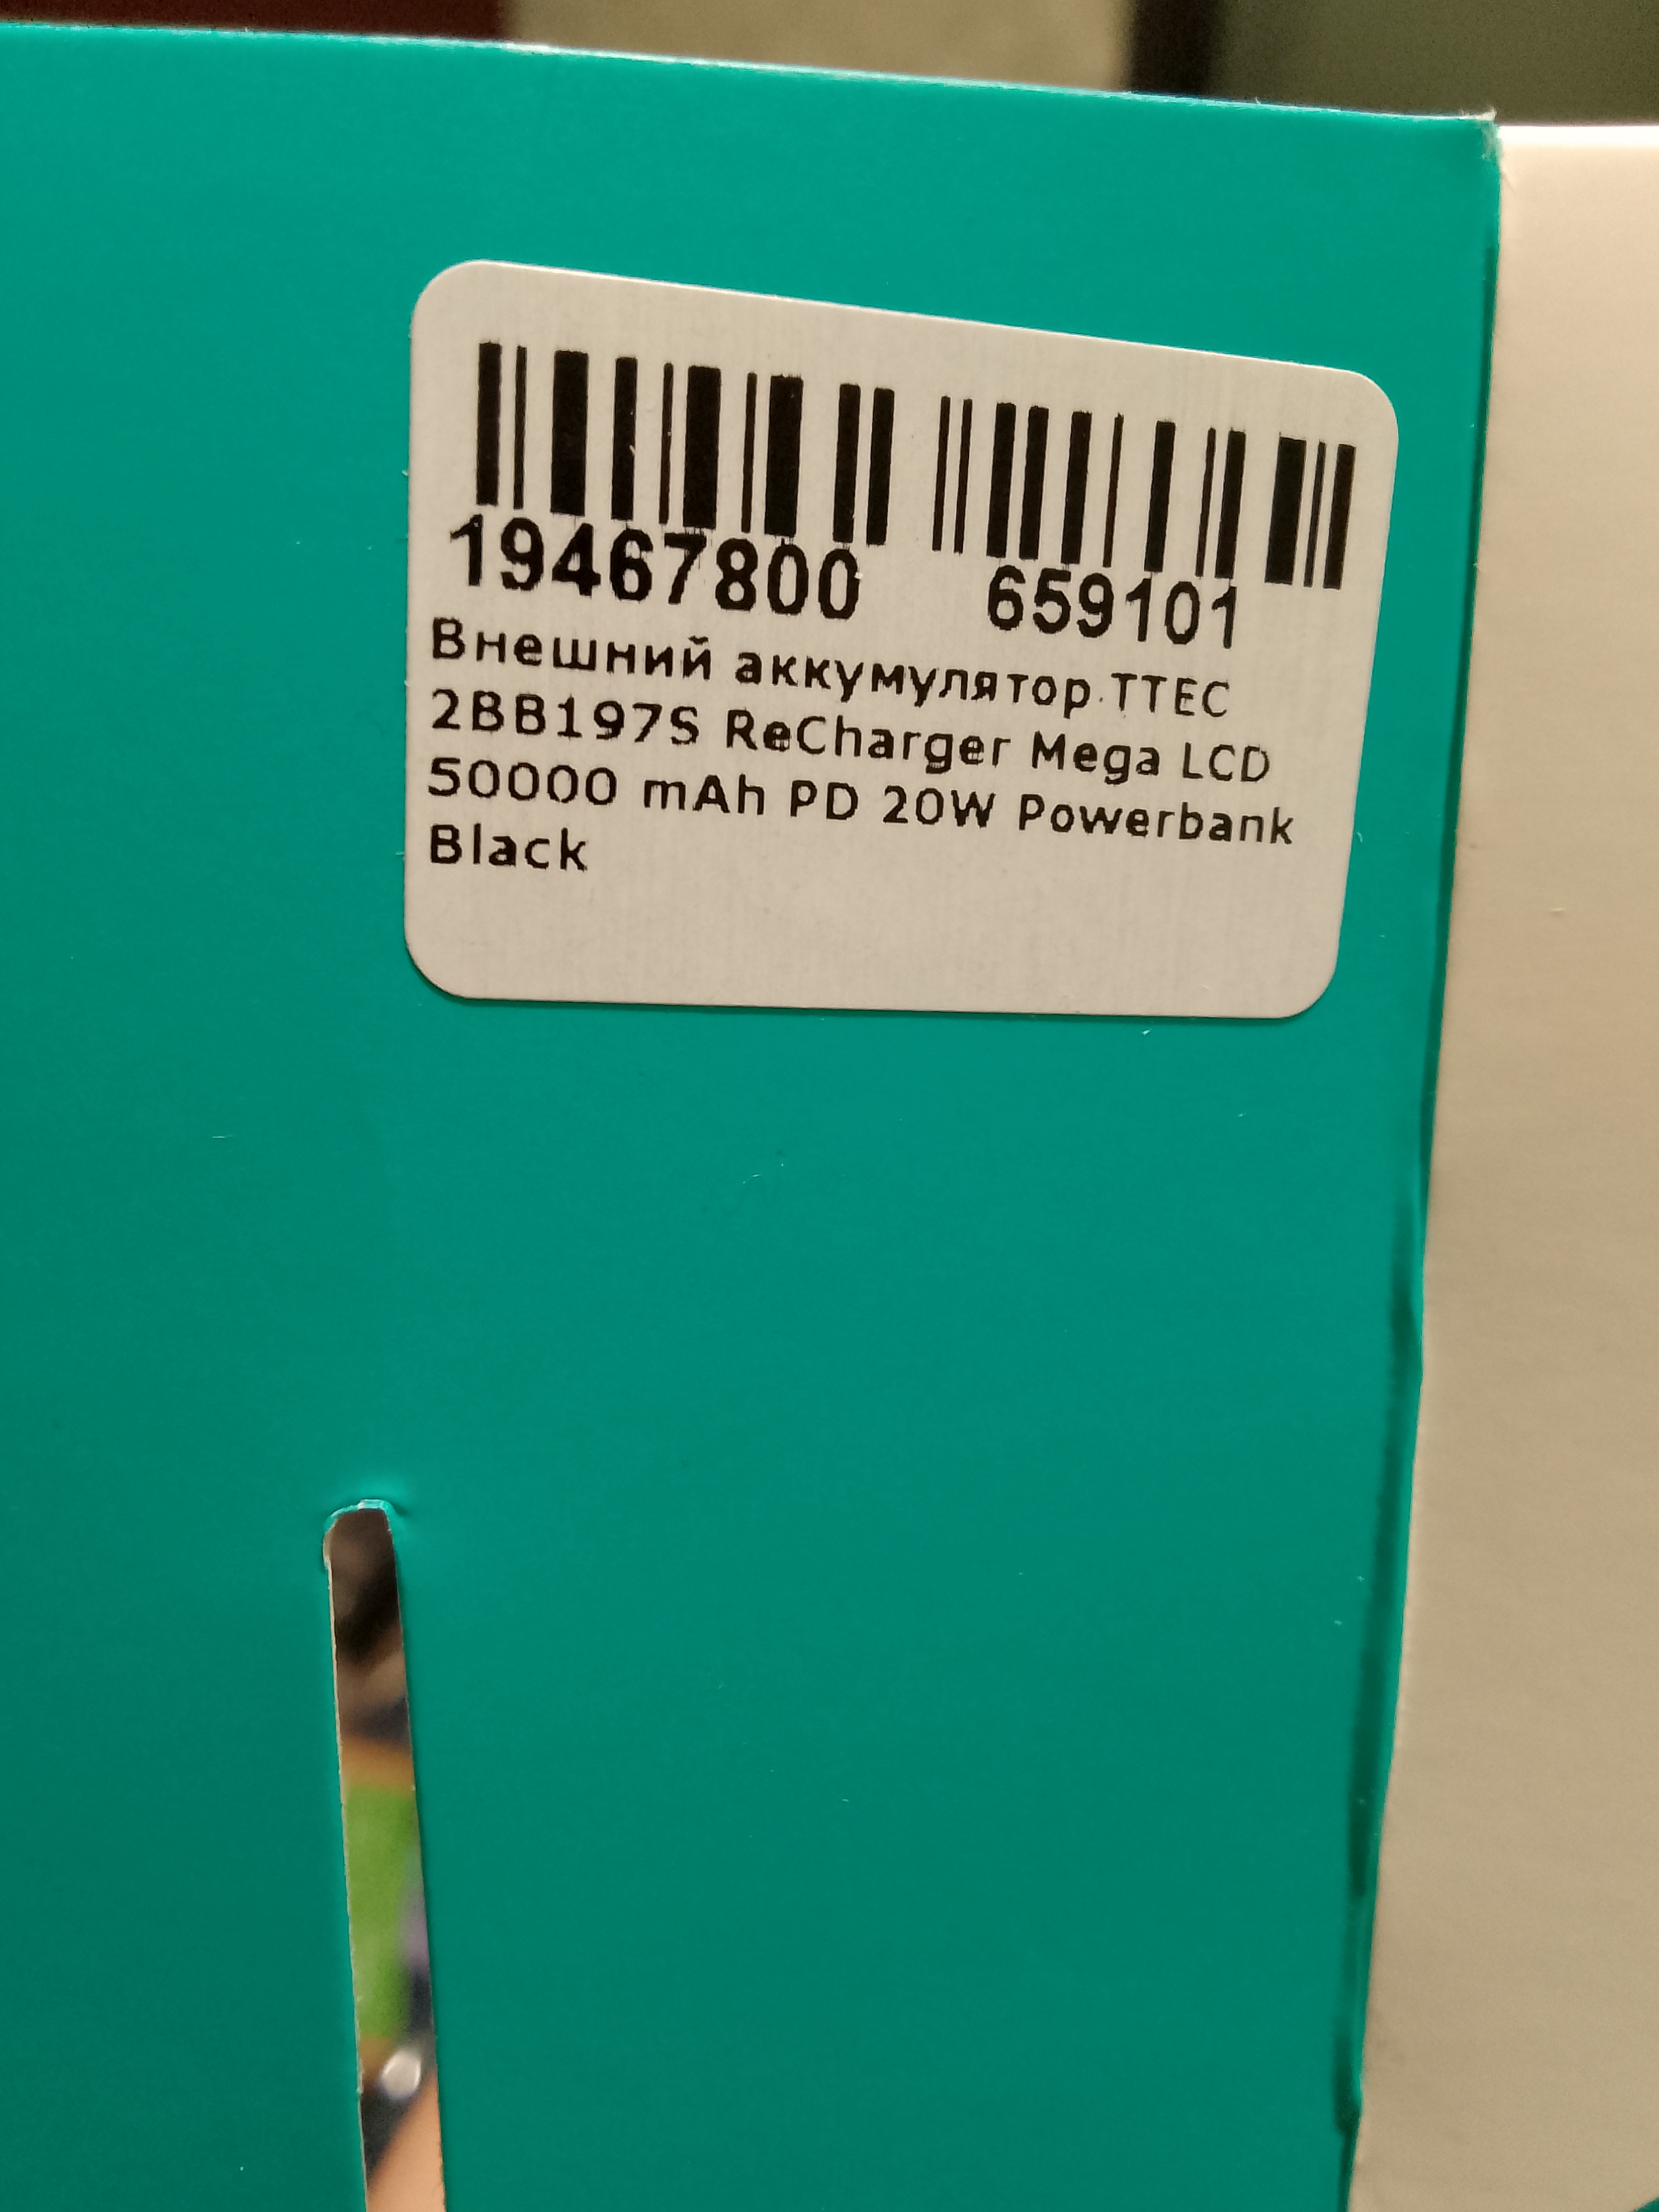 19467800 659101
Внешний аккумулятор TTEC
2BB197S ReCharger Mega LCD
50000 mAh PD 20W Powerbank
Black